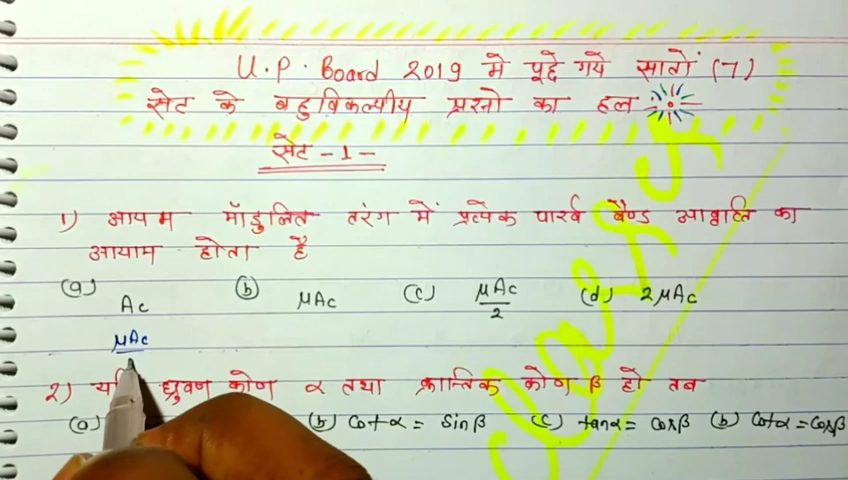 U.P. Board 2019 मे पूछे गये सातों (7)
सेट के बहुविकल्पीय प्रश्नो का हल
सेट - 1 -
1) आयाम मॉडुलित तरंग में प्रत्येक पार्श्व बैण्ड आवृत्ति का
आयाम होता है
(a) Ac (b) μAc (c) μAc/2 (d) 2μAc
μAc
2) ध्रुवण कोण α तथा क्रान्तिक कोण β हो तब
(a) (b) Cotα = Sinβ (c) tanα = Cosβ (b) Cotα = Cosβ